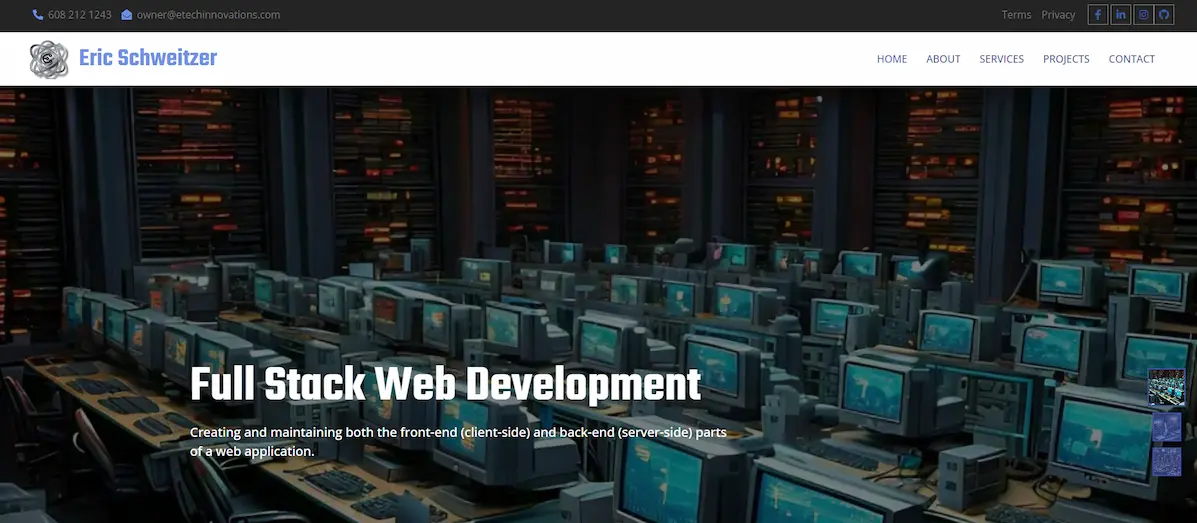 608 212 1243 owner@etechinnovations.com Terms Privacy
Eric Schweitzer HOME ABOUT SERVICES PROJECTS CONTACT
Full Stack Web Development
Creating and maintaining both the front-end (client-side) and back-end (server-side) parts
of a web application.